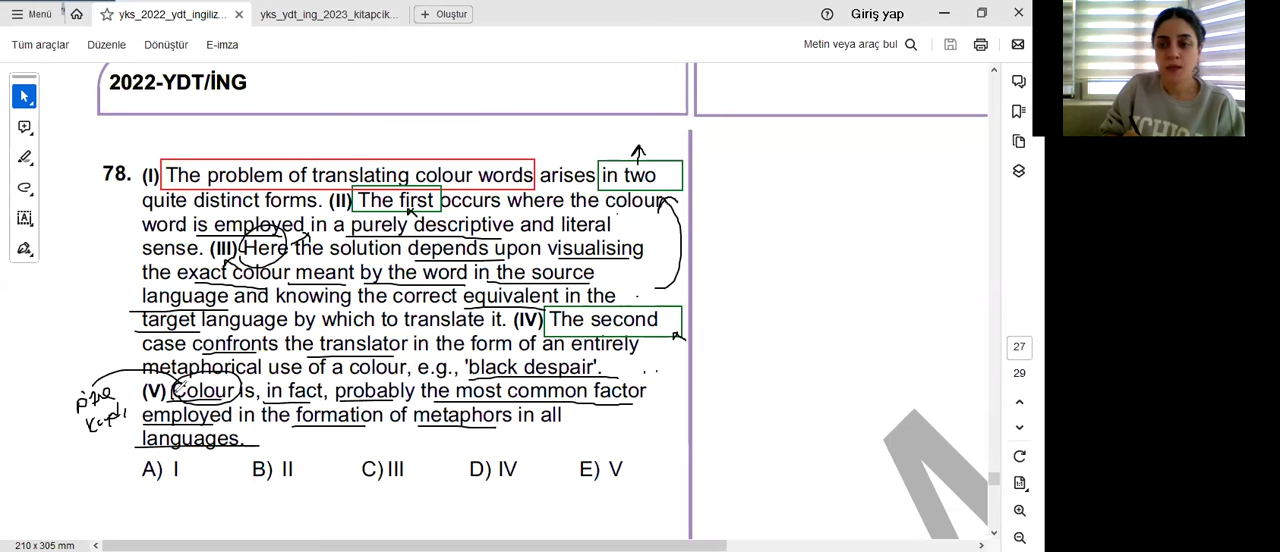 Menü
yks_2022_ydt_ingiliz...
yks_ydt_ing_2023_kitapcik...
+ Oluştur
Giriş yap
Tüm araçlar
Düzenle
Dönüştür
E-imza
Metin veya araç bul
2022-YDT/İNG
78. (I) The problem of translating colour words arises in two
quite distinct forms. (II) The first occurs where the colour
word is employed in a purely descriptive and literal
sense. (III) Here the solution depends upon visualising
the exact colour meant by the word in the source
language and knowing the correct equivalent in the
target language by which to translate it. (IV) The second
case confronts the translator in the form of an entirely
metaphorical use of a colour, e.g., 'black despair'.
(V) Colour is, in fact, probably the most common factor
employed in the formation of metaphors in all
languages.
A) I B) II C) III D) IV E) V
27
29
210 x 305 mm